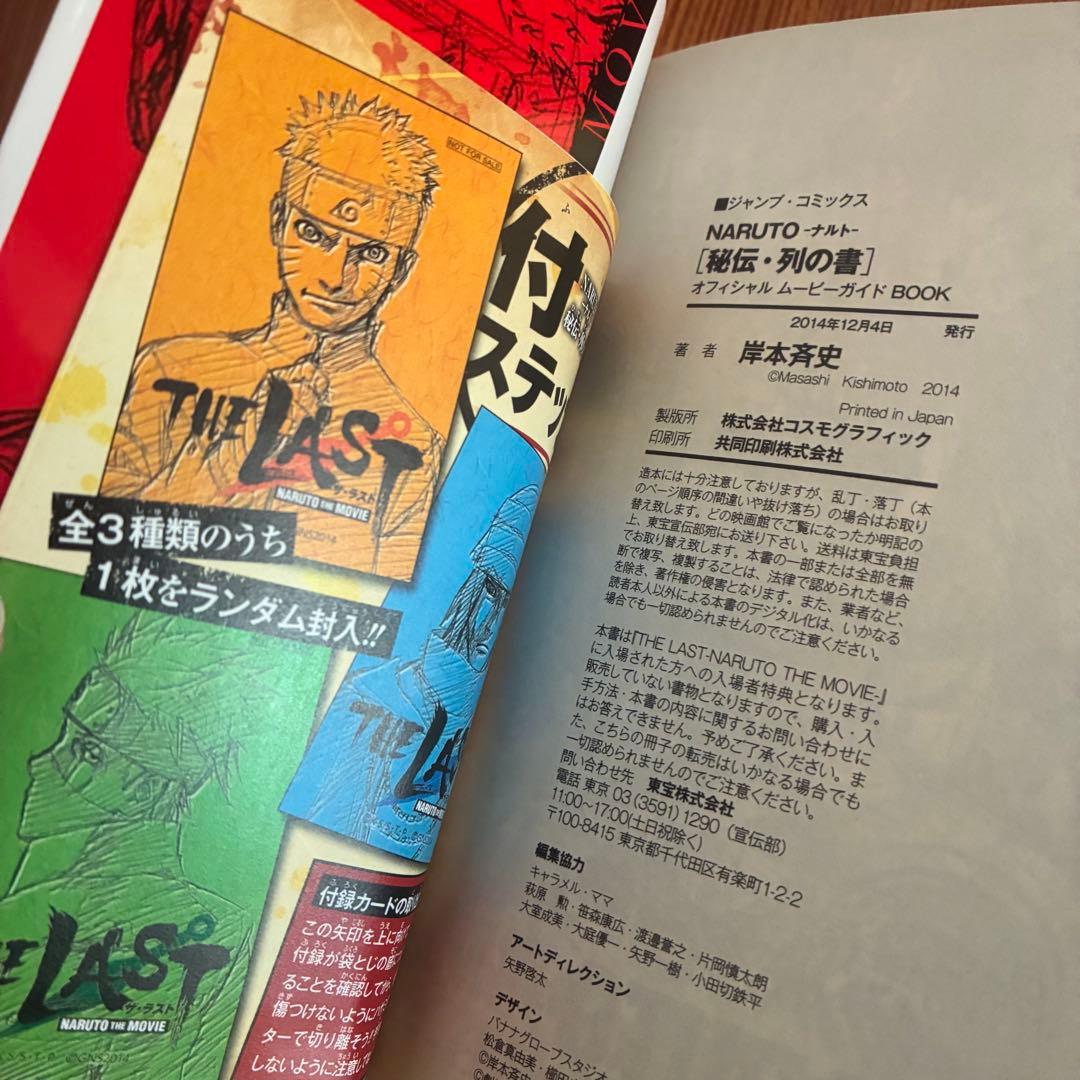 MOV
NOT FOR SALE
付
ふ
ステッ
THE LAST
ザ・ラスト
NARUTO THE MOVIE
全3種類のうち
ぜん しゅるい
1枚をランダム封入!!
THE LAST
THE LAST
ザ・ラスト
NARUTO THE MOVIE
©GNS2014
付録カードの
この矢印を上に
付録が袋とじの
ることを確認して
傷つけないように
ターで切り離そう
しないように注意して
■ジャンプ・コミックス
NARUTO -ナルト-
[秘伝・列の書]
オフィシャル ムービーガイド BOOK
2014年12月4日 発行
著者 岸本斉史
©Masashi Kishimoto 2014
Printed in Japan
製版所 株式会社コスモグラフィック
印刷所 共同印刷株式会社
造本には十分注意しておりますが、乱丁・落丁(本
のページ順序の間違いや抜け落ち)の場合はお取り
替え致します。どの映画館でご覧になったか明記の
上、東宝宣伝部宛にお送り下さい。送料は東宝負担
でお取り替え致します。本書の一部または全部を無
断で複写、複製することは、法律で認められた場合
を除き、著作権の侵害となります。また、業者など、
読者本人以外による本書のデジタル化は、いかなる
場合でも一切認められませんのでご注意ください。
本書は『THE LAST-NARUTO THE MOVIE-』
に入場された方への入場者特典となります。
販売していない書物となりますので、購入・入
手方法・本書の内容に関するお問い合わせに
はお答えできません。予めご了承ください。ま
た、こちらの冊子の転売はいかなる場合でも
一切認められませんのでご注意ください。
問い合わせ先 東宝株式会社
電話 東京 03(3591)1290(宣伝部)
11:00~17:00(土日祝除く)
〒100-8415 東京都千代田区有楽町1-2-2
編集協力
キャラメル・ママ
萩原 勲・笹森康広・渡邉誉之・片岡慎太朗
大室成美・大庭優一・矢野一樹・小田切鉄平
アートディレクション
矢野啓太
デザイン
バナナグローブスタジオ
松倉真由美・櫛田
©岸本斉史